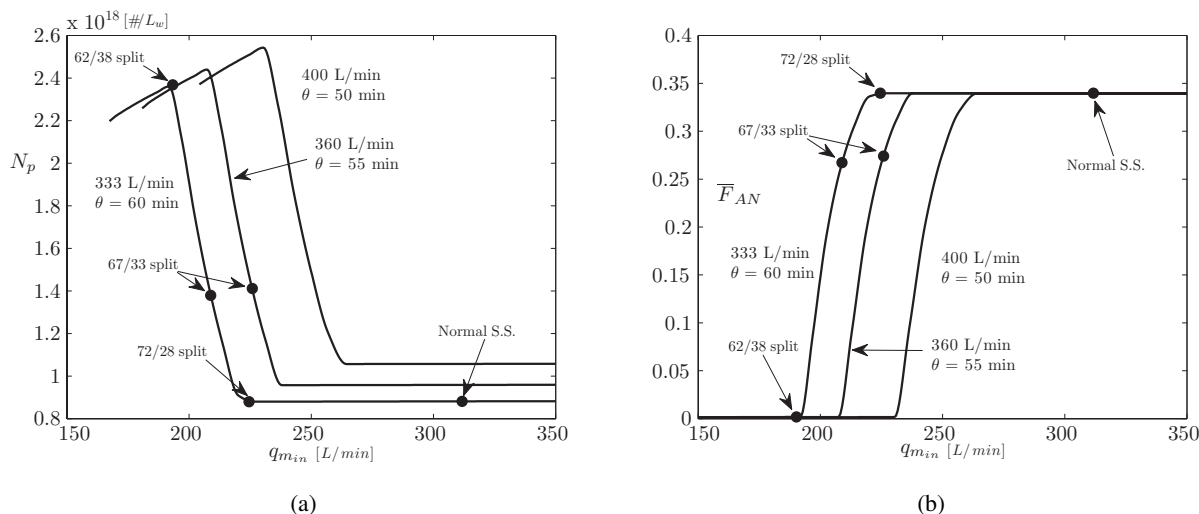 x 10^18 [#/L_w]
2.6
2.4
2.2
2
1.8
1.6
1.4
1.2
1
0.8
N_p
62/38 split
400 L/min
θ = 50 min
360 L/min
θ = 55 min
333 L/min
θ = 60 min
67/33 split
72/28 split
Normal S.S.
150
200
250
300
350
q_{m_{in}} [L/min]
(a)
0.4
0.35
0.3
0.25
0.2
0.15
0.1
0.05
0
F̅_{AN}
72/28 split
67/33 split
Normal S.S.
333 L/min
θ = 60 min
400 L/min
θ = 50 min
360 L/min
θ = 55 min
62/38 split
150
200
250
300
350
q_{m_{in}} [L/min]
(b)